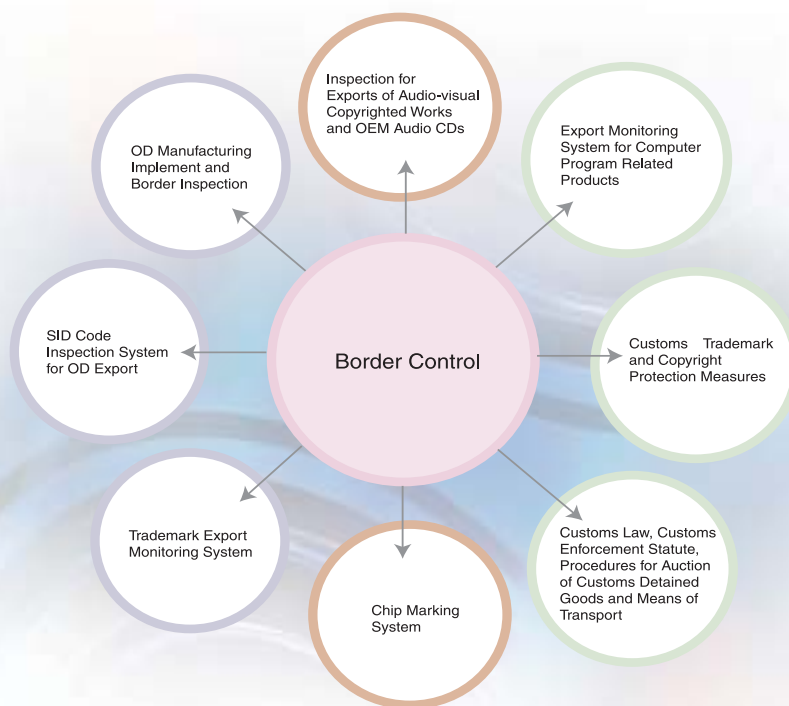 Inspection for
Exports of Audio-visual
Copyrighted Works
and OEM Audio CDs
Export Monitoring
System for Computer
Program Related
Products
OD Manufacturing
Implement and
Border Inspection
SID Code
Inspection System
for OD Export
Border Control
Customs Trademark
and Copyright
Protection Measures
Trademark Export
Monitoring System
Chip Marking
System
Customs Law, Customs
Enforcement Statute,
Procedures for Auction
of Customs Detained
Goods and Means of
Transport